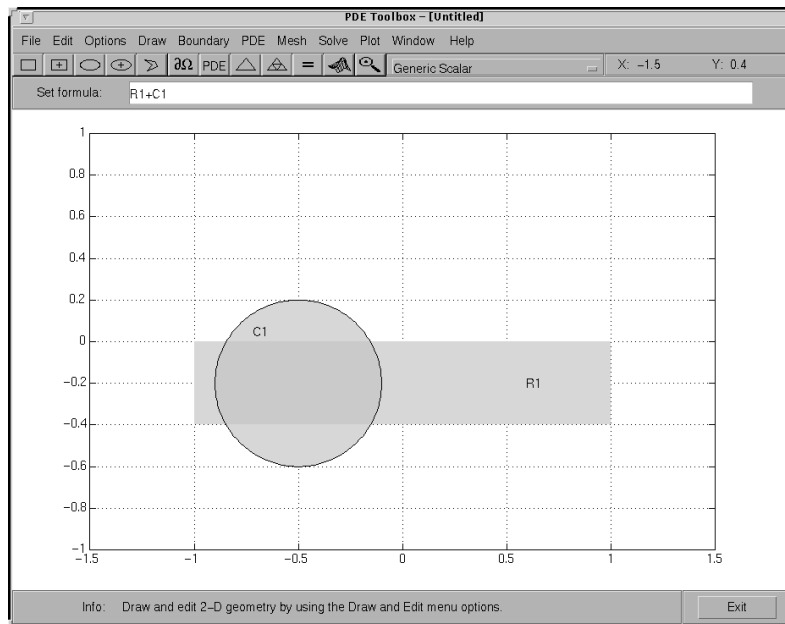 PDE Toolbox – [Untitled]
File Edit Options Draw Boundary PDE Mesh Solve Plot Window Help
∂Ω PDE = Generic Scalar X: −1.5 Y: 0.4
Set formula: R1+C1
1
0.8
0.6
0.4
0.2
0
−0.2
−0.4
−0.6
−0.8
−1
C1
R1
−1.5 −1 −0.5 0 0.5 1 1.5
Info: Draw and edit 2−D geometry by using the Draw and Edit menu options. Exit